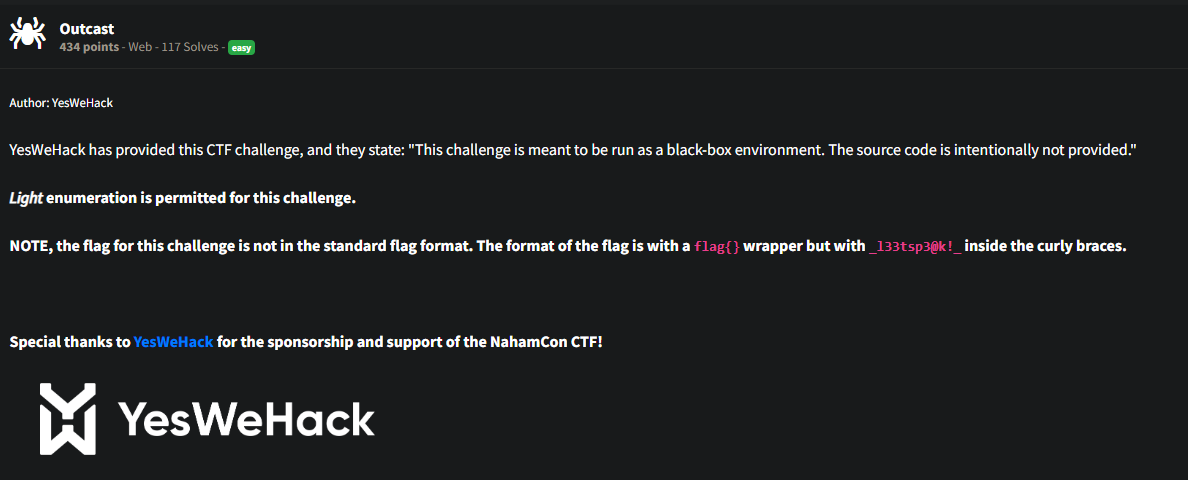 Outcast
434 points - Web - 117 Solves - easy
Author: YesWeHack
YesWeHack has provided this CTF challenge, and they state: "This challenge is meant to be run as a black-box environment. The source code is intentionally not provided."
Light enumeration is permitted for this challenge.
NOTE, the flag for this challenge is not in the standard flag format. The format of the flag is with a flag{} wrapper but with _l33tsp3@k!_ inside the curly braces.
Special thanks to YesWeHack for the sponsorship and support of the NahamCon CTF!
YesWeHack